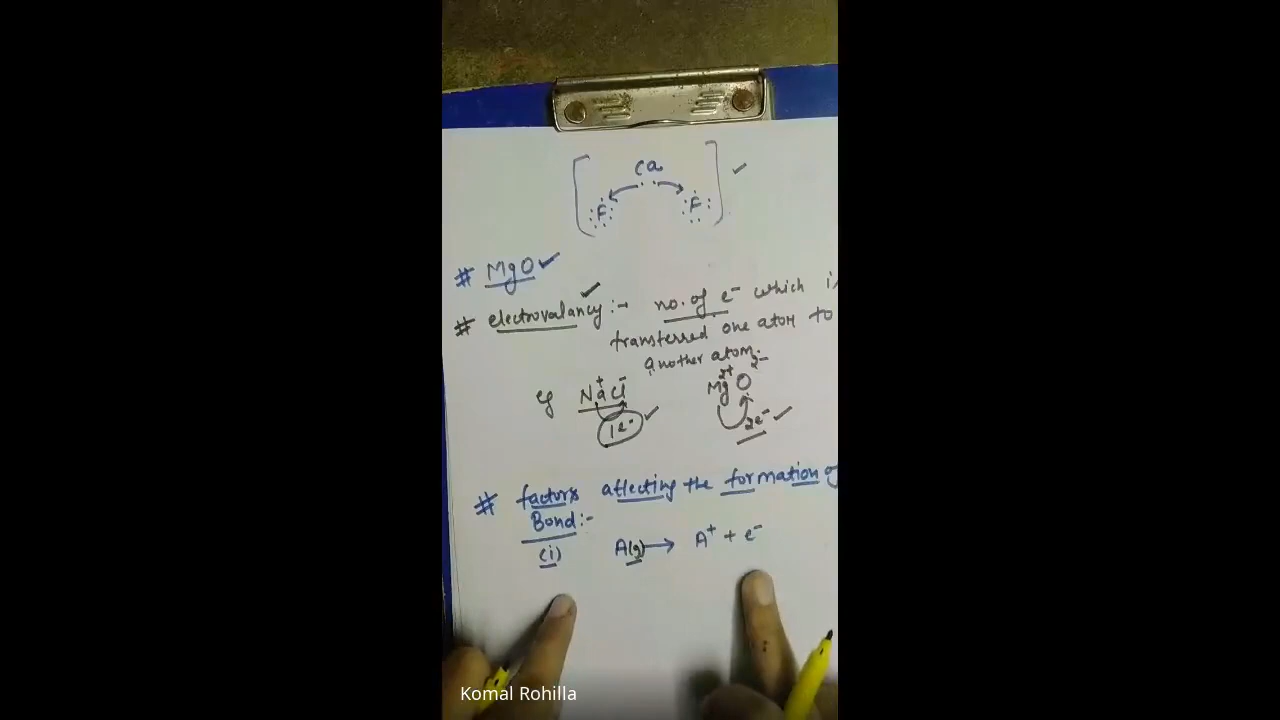 Ca
F F
# MgO
# electrovalancy :→ no. of e⁻ which
transferred one atom to
another atom.
eg Na⁺Cl⁻ Mg²⁺O²⁻
1e⁻ 2e⁻
# factors affecting the formation of
Bond:-
(i) A(g) → A⁺ + e⁻
Komal Rohilla